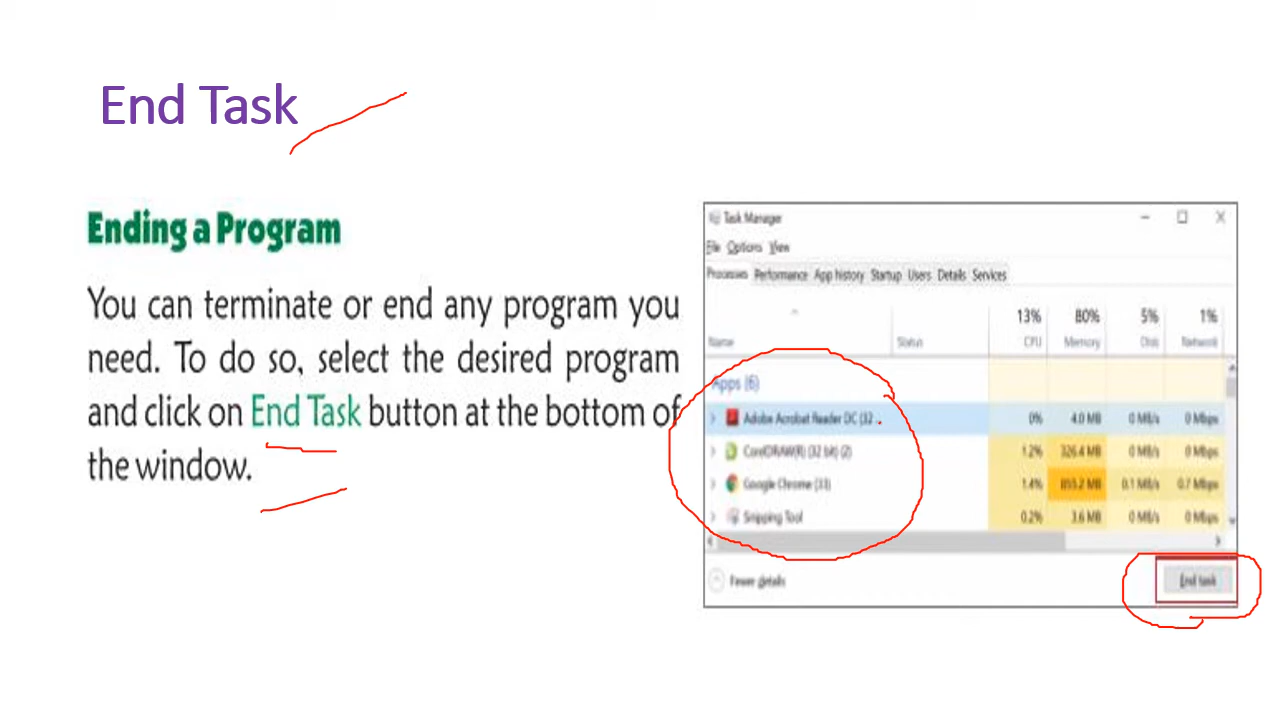 End Task
Ending a Program
You can terminate or end any program you
need. To do so, select the desired program
and click on End Task button at the bottom of
the window.
Task Manager
File Options View
Processes Performance App history Startup Users Details Services
13% 80% 5% 1%
Name Status CPU Memory Disk Network
Apps (6)
Adobe Acrobat Reader DC (32 .. 0% 4.0 MB 0 MB/s 0 Mbps
CorelDRAW(R) (32 bit) (2) 1.2% 326.4 MB 0 MB/s 0 Mbps
Google Chrome (33) 1.4% 855.2 MB 0.1 MB/s 0.7 Mbps
Snipping Tool 0.2% 3.6 MB 0 MB/s 0 Mbps
Fewer details End task